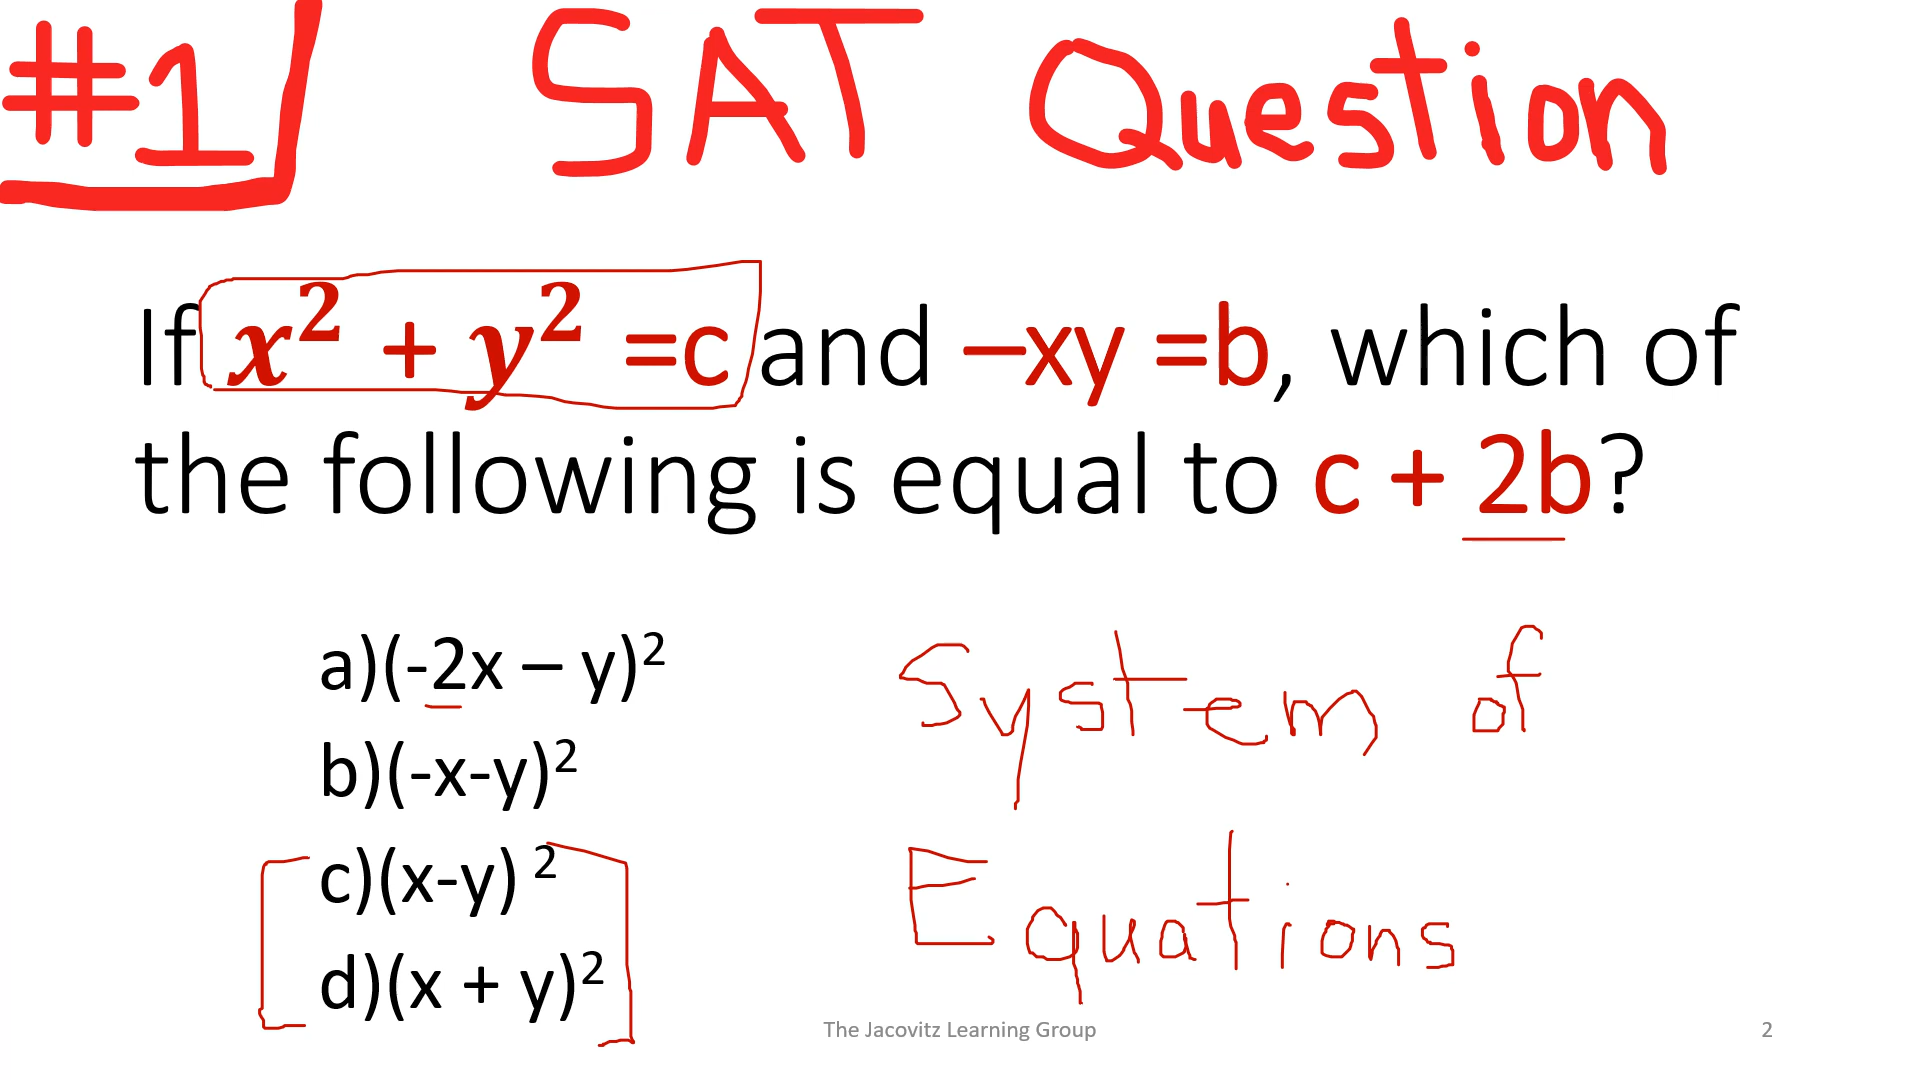 #1 SAT Question
If x² + y² =c and –xy =b, which of
the following is equal to c + 2b?
a)(-2x – y)²
b)(-x-y)²
c)(x-y) ²
d)(x + y)²
System of
Equations
The Jacovitz Learning Group 2